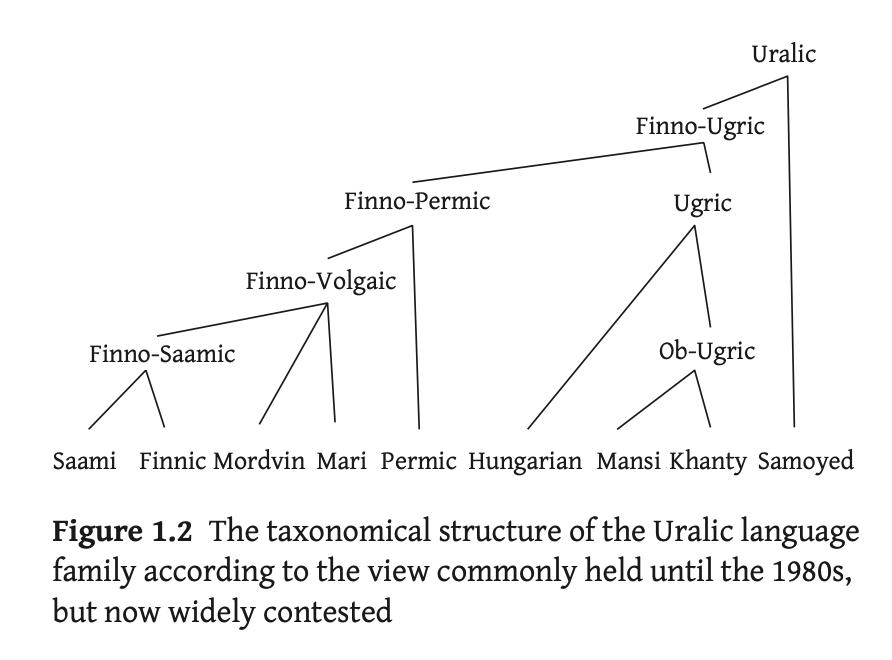 Uralic
Finno-Ugric
Finno-Permic
Ugric
Finno-Volgaic
Finno-Saamic
Ob-Ugric
Saami Finnic Mordvin Mari Permic Hungarian Mansi Khanty Samoyed
Figure 1.2 The taxonomical structure of the Uralic language
family according to the view commonly held until the 1980s,
but now widely contested